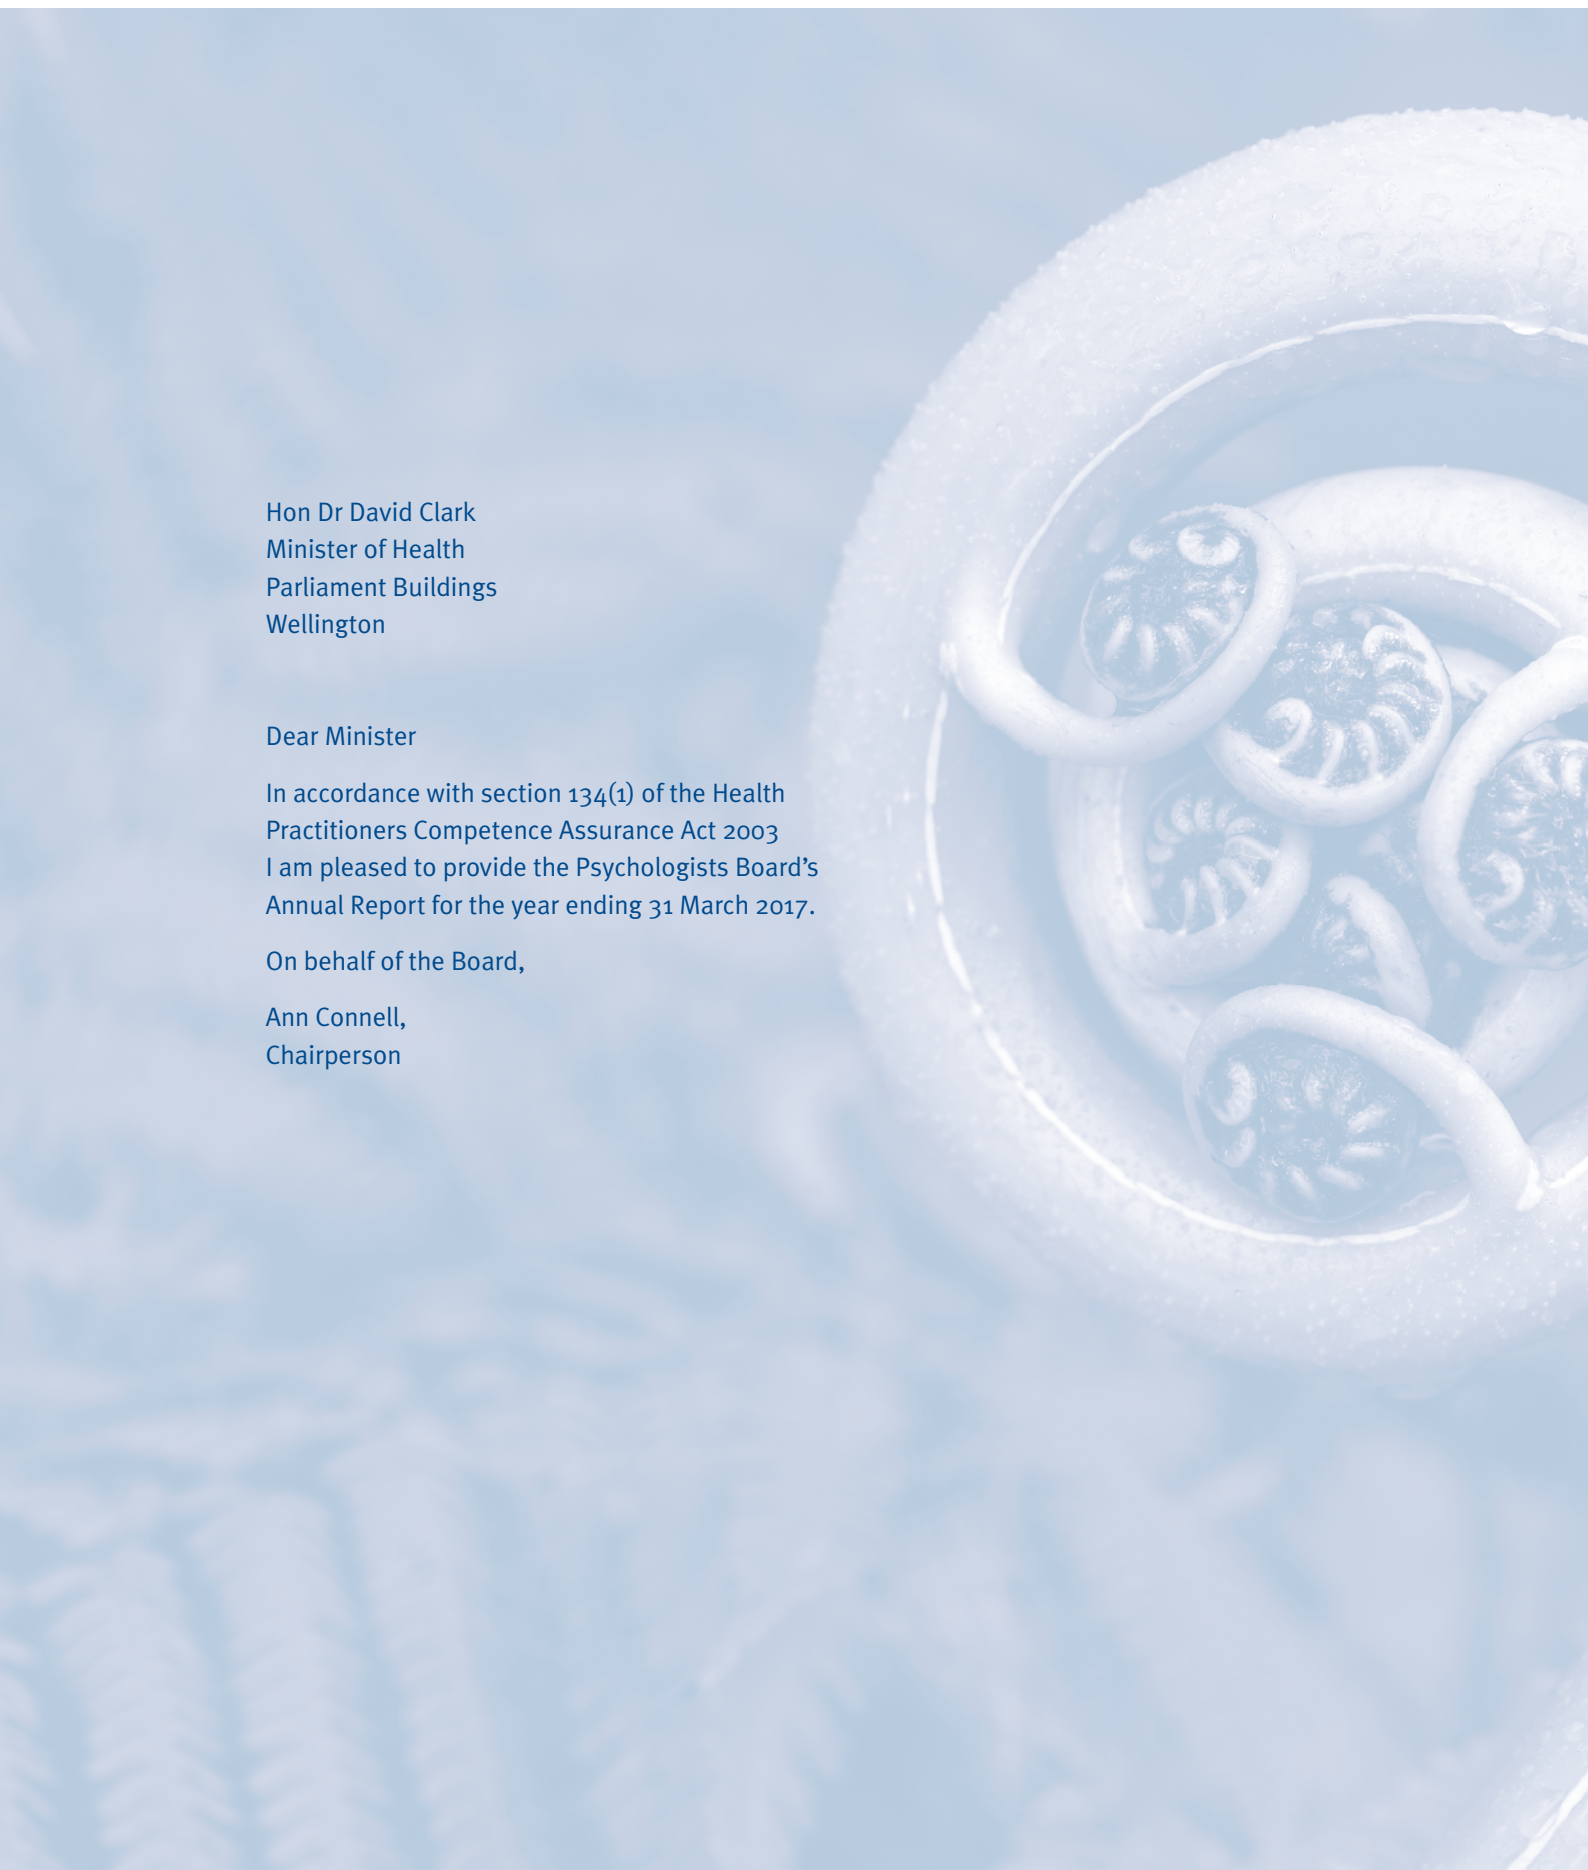 Hon Dr David Clark
Minister of Health
Parliament Buildings
Wellington
Dear Minister
In accordance with section 134(1) of the Health
Practitioners Competence Assurance Act 2003
I am pleased to provide the Psychologists Board’s
Annual Report for the year ending 31 March 2017.
On behalf of the Board,
Ann Connell,
Chairperson